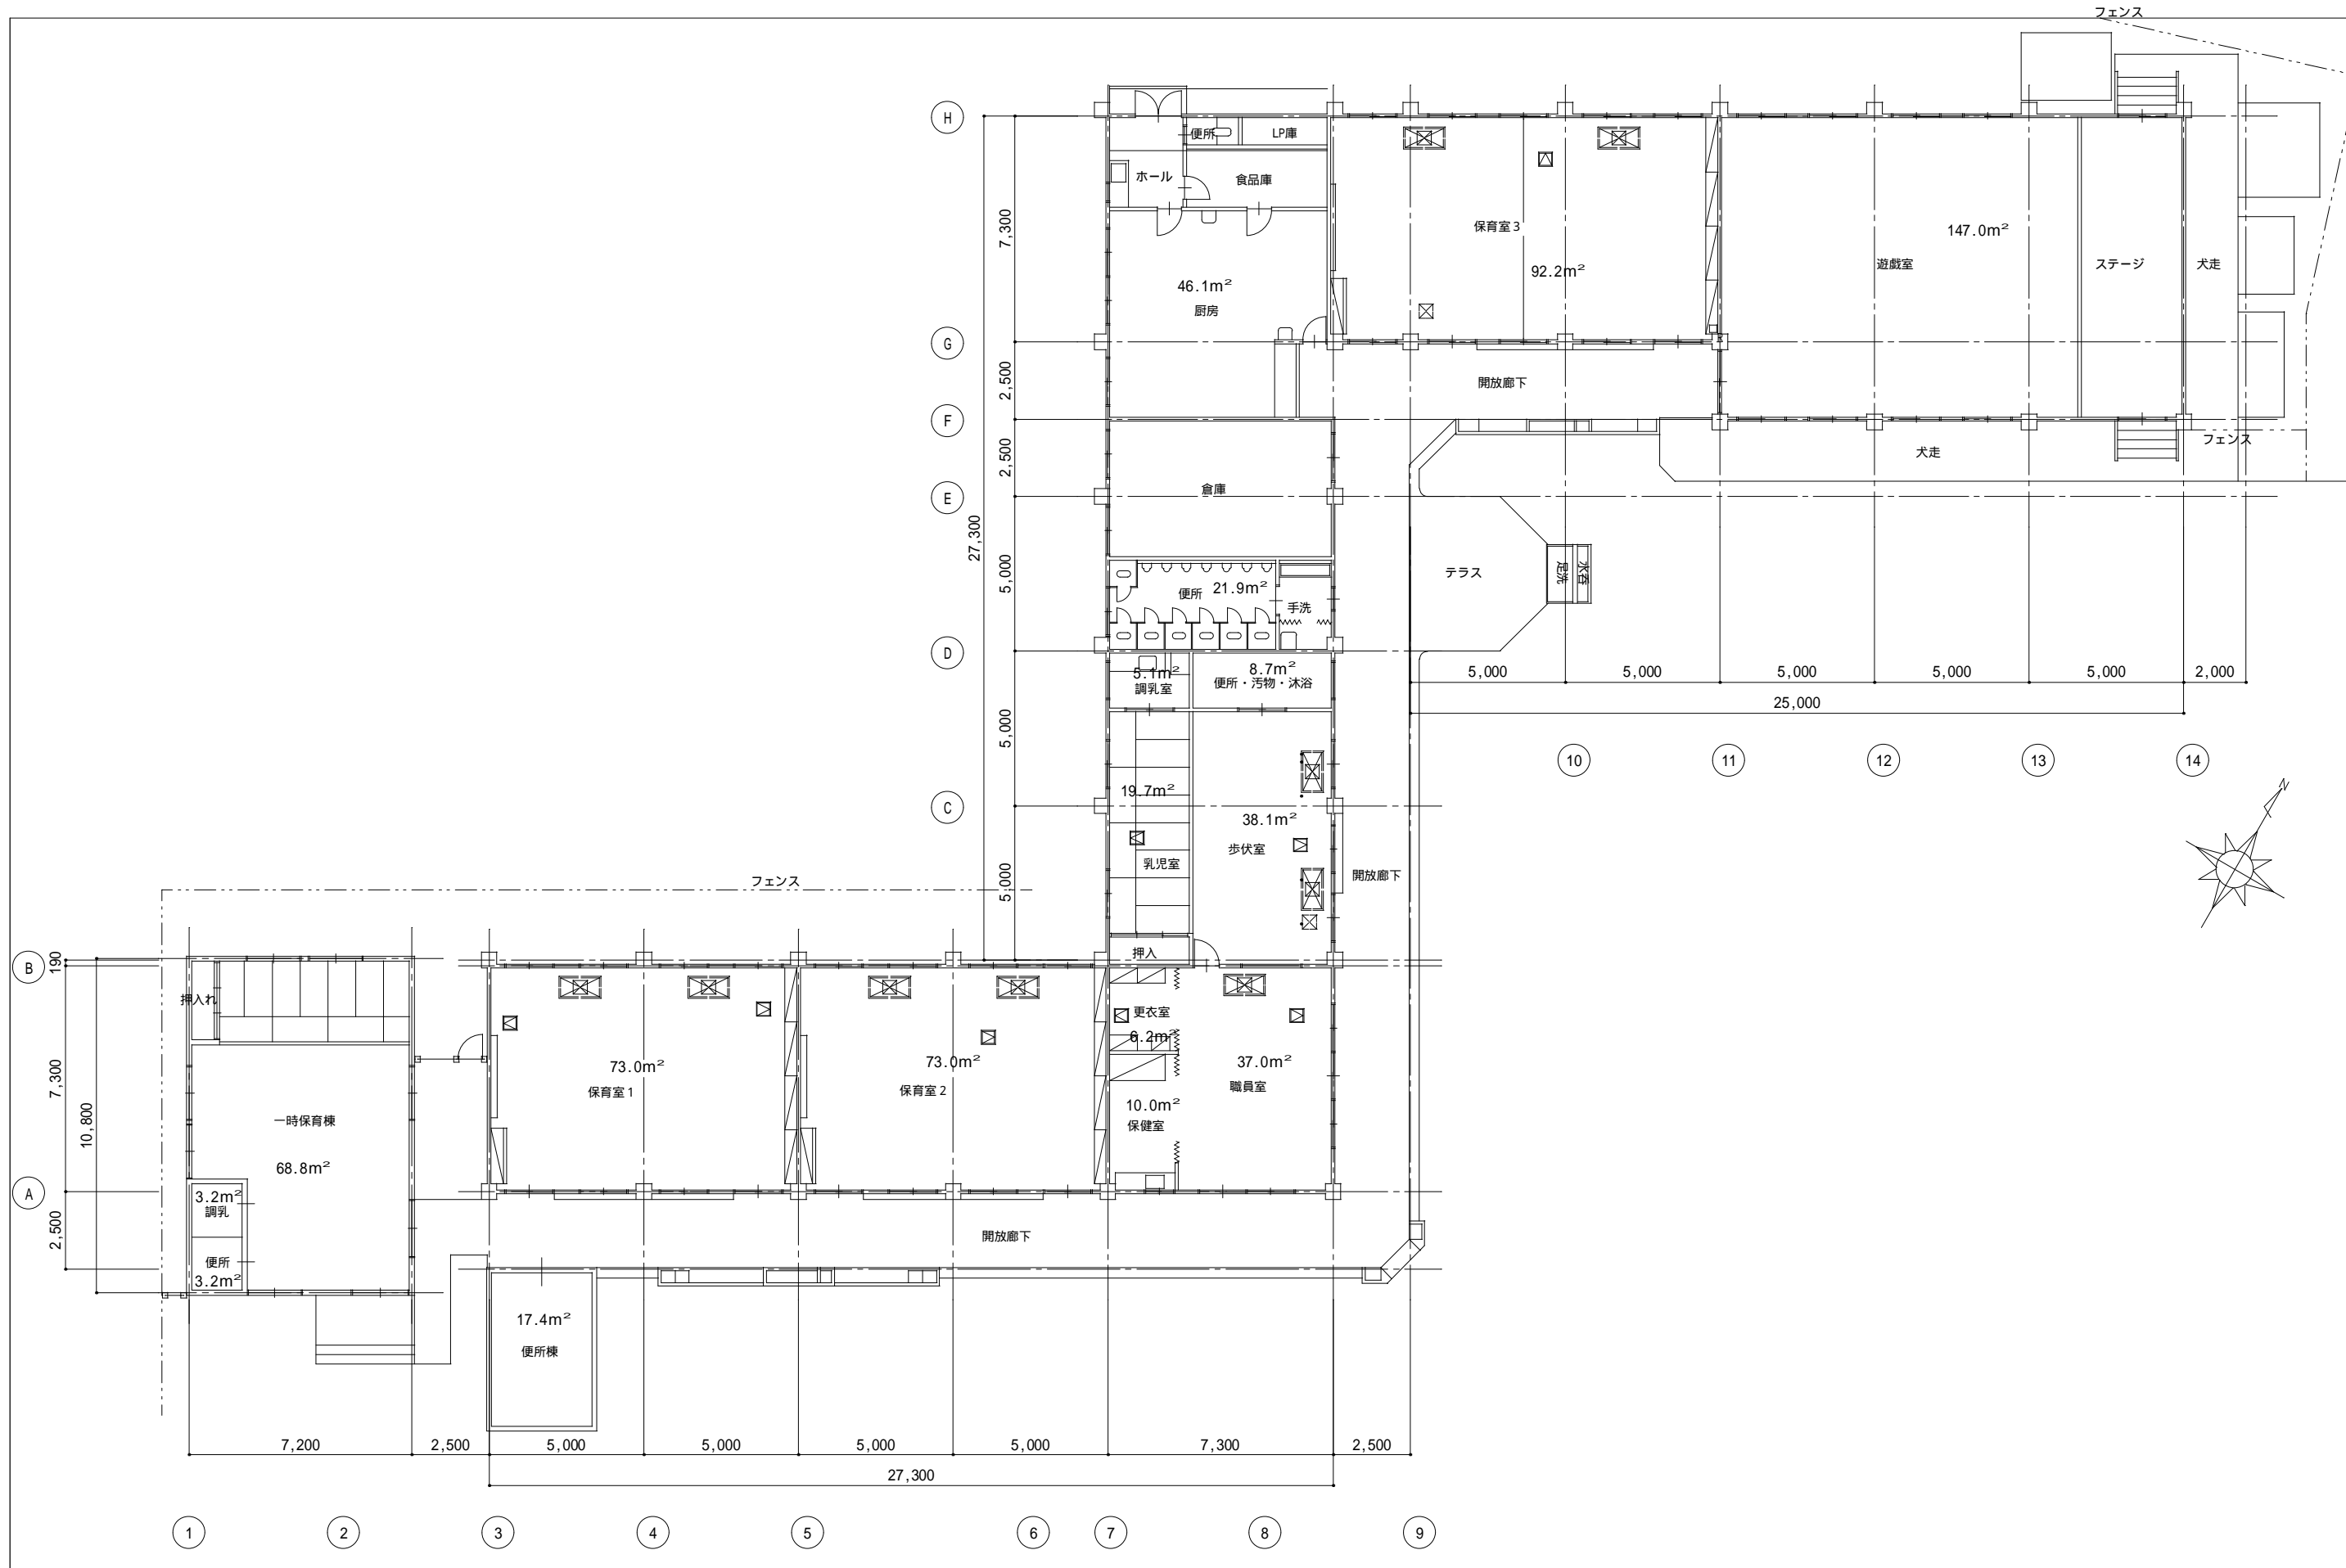 フェンス
H
便所
LP庫
ホール
食品庫
7,300
保育室3
92.2m²
147.0m²
遊戯室
ステージ
犬走
46.1m²
厨房
G
2,500
開放廊下
F
フェンス
犬走
2,500
倉庫
E
27,300
5,000
テラス
足洗
水呑
便所
21.9m²
手洗
D
5.1m²
調乳室
8.7m²
便所・汚物・沐浴
5,000
5,000
5,000
5,000
5,000
2,000
25,000
5,000
10
11
12
13
14
N
19.7m²
C
38.1m²
歩伏室
乳児室
開放廊下
5,000
フェンス
押入
B
190
押入れ
更衣室
6.2m²
73.0m²
保育室1
73.0m²
保育室2
37.0m²
職員室
7,300
10,800
10.0m²
保健室
一時保育棟
68.8m²
A
3.2m²
調乳
2,500
便所
3.2m²
開放廊下
17.4m²
便所棟
7,200
2,500
5,000
5,000
5,000
5,000
7,300
2,500
27,300
1
2
3
4
5
6
7
8
9